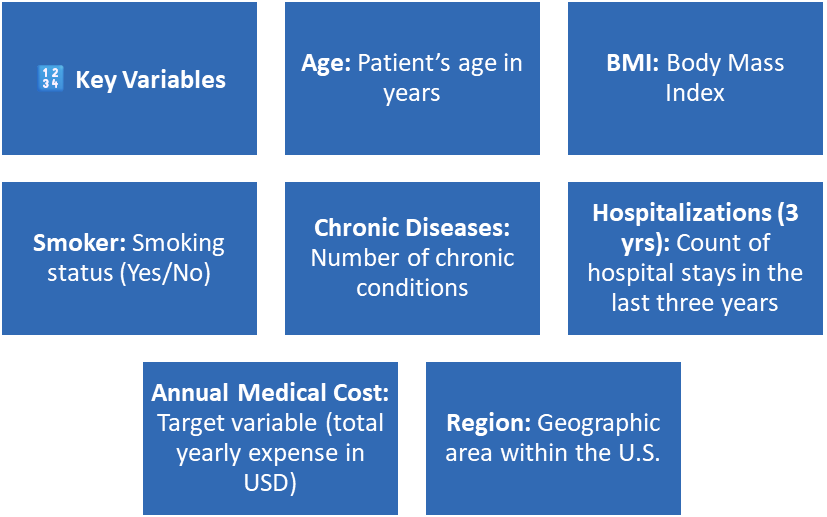 🔢 Key Variables
Age: Patient’s age in
years
BMI: Body Mass
Index
Smoker: Smoking
status (Yes/No)
Chronic Diseases:
Number of chronic
conditions
Hospitalizations (3
yrs): Count of
hospital stays in the
last three years
Annual Medical Cost:
Target variable (total
yearly expense in
USD)
Region: Geographic
area within the U.S.